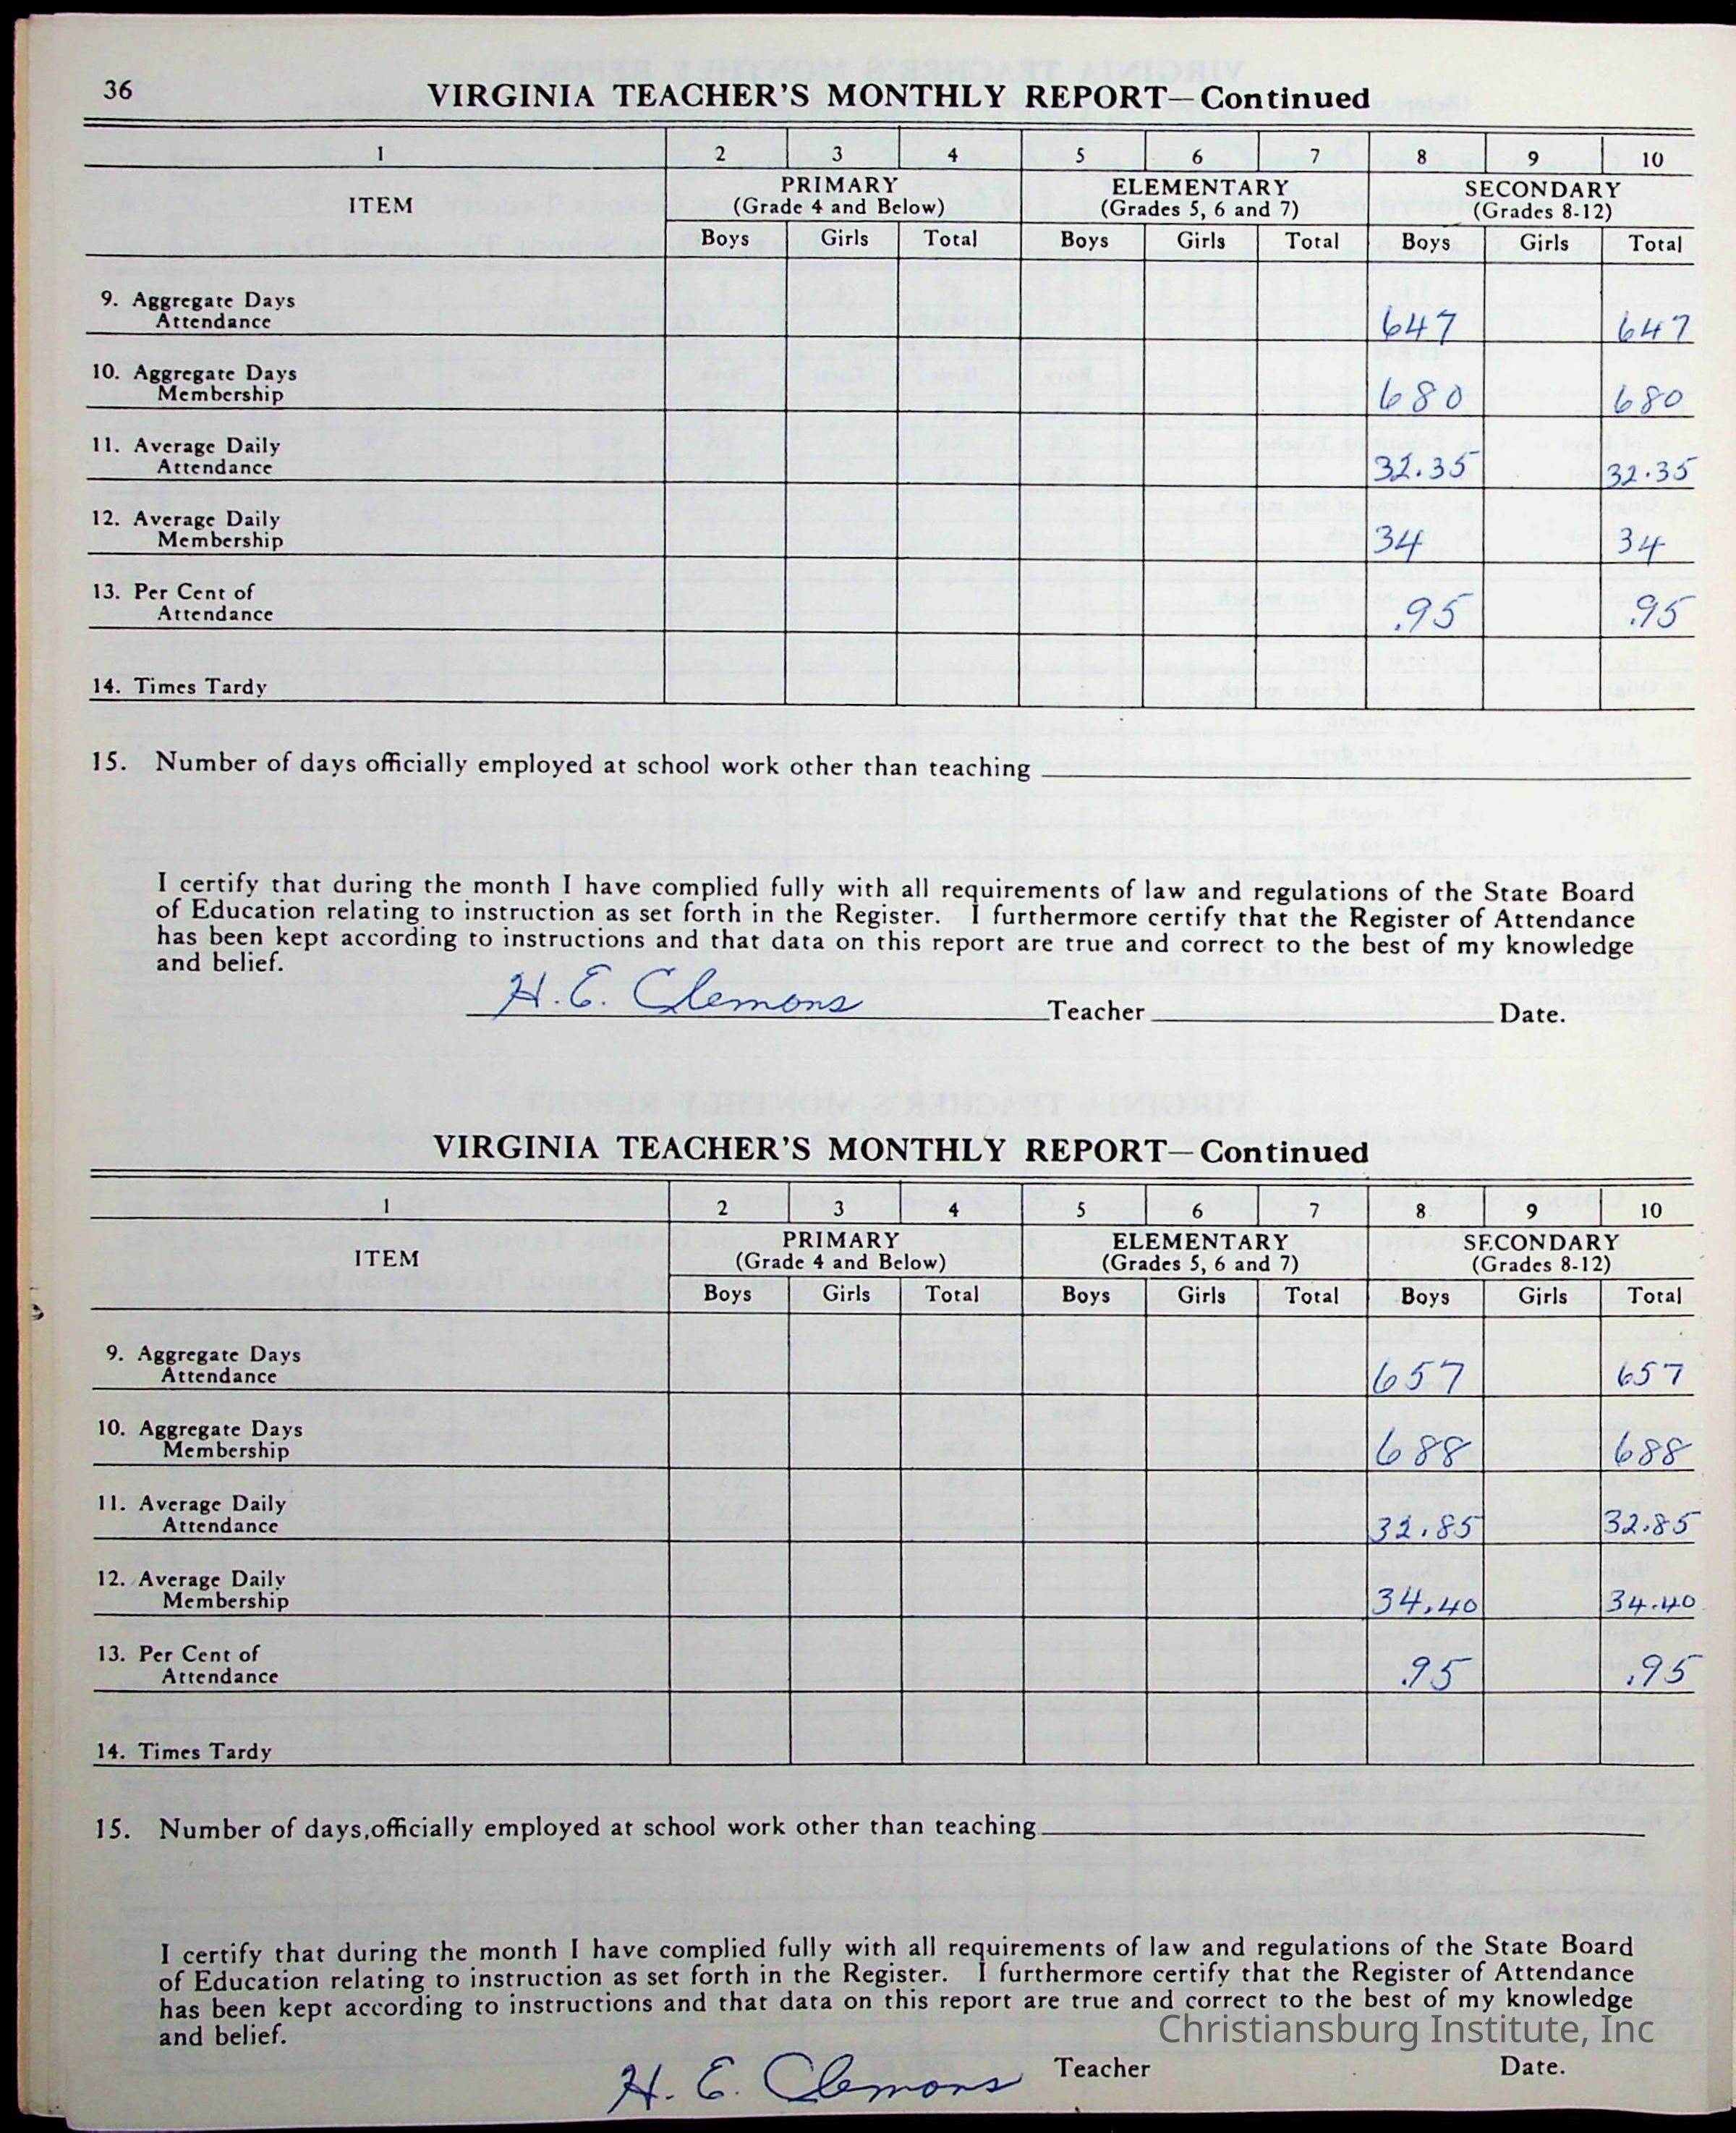 36
VIRGINIA TEACHER'S MONTHLY REPORT—Continued
1 2 3 4 5 6 7 8 9 10
ITEM PRIMARY (Grade 4 and Below) ELEMENTARY (Grades 5, 6 and 7) SECONDARY (Grades 8-12)
Boys Girls Total Boys Girls Total Boys Girls Total
9. Aggregate Days Attendance 647 647
10. Aggregate Days Membership 680 680
11. Average Daily Attendance 32.35 32.35
12. Average Daily Membership 34 34
13. Per Cent of Attendance .95 .95
14. Times Tardy
15. Number of days officially employed at school work other than teaching
I certify that during the month I have complied fully with all requirements of law and regulations of the State Board
of Education relating to instruction as set forth in the Register. I furthermore certify that the Register of Attendance
has been kept according to instructions and that data on this report are true and correct to the best of my knowledge
and belief.
H. E. Clemons Teacher Date.
VIRGINIA TEACHER'S MONTHLY REPORT—Continued
1 2 3 4 5 6 7 8 9 10
ITEM PRIMARY (Grade 4 and Below) ELEMENTARY (Grades 5, 6 and 7) SECONDARY (Grades 8-12)
Boys Girls Total Boys Girls Total Boys Girls Total
9. Aggregate Days Attendance 657 657
10. Aggregate Days Membership 688 688
11. Average Daily Attendance 32.85 32.85
12. Average Daily Membership 34.40 34.40
13. Per Cent of Attendance .95 .95
14. Times Tardy
15. Number of days,officially employed at school work other than teaching
I certify that during the month I have complied fully with all requirements of law and regulations of the State Board
of Education relating to instruction as set forth in the Register. I furthermore certify that the Register of Attendance
has been kept according to instructions and that data on this report are true and correct to the best of my knowledge
and belief.
Christiansburg Institute, Inc
H. E. Clemons Teacher Date.